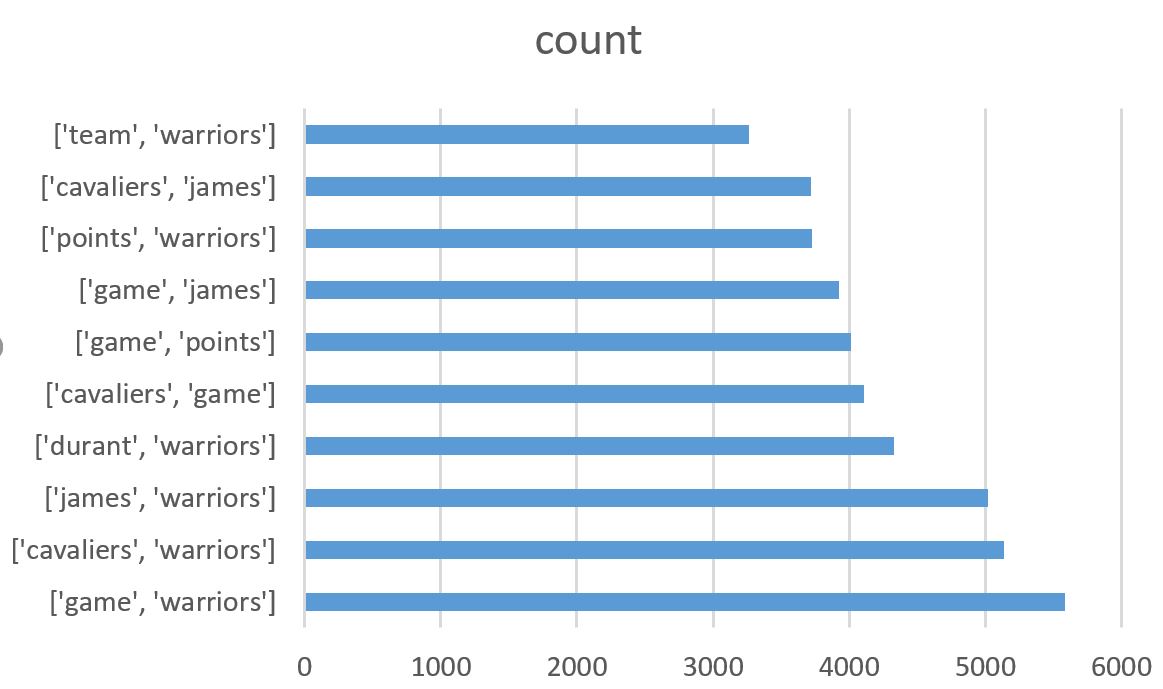 count
['team', 'warriors']
['cavaliers', 'james']
['points', 'warriors']
['game', 'james']
['game', 'points']
['cavaliers', 'game']
['durant', 'warriors']
['james', 'warriors']
['cavaliers', 'warriors']
['game', 'warriors']
0 1000 2000 3000 4000 5000 6000